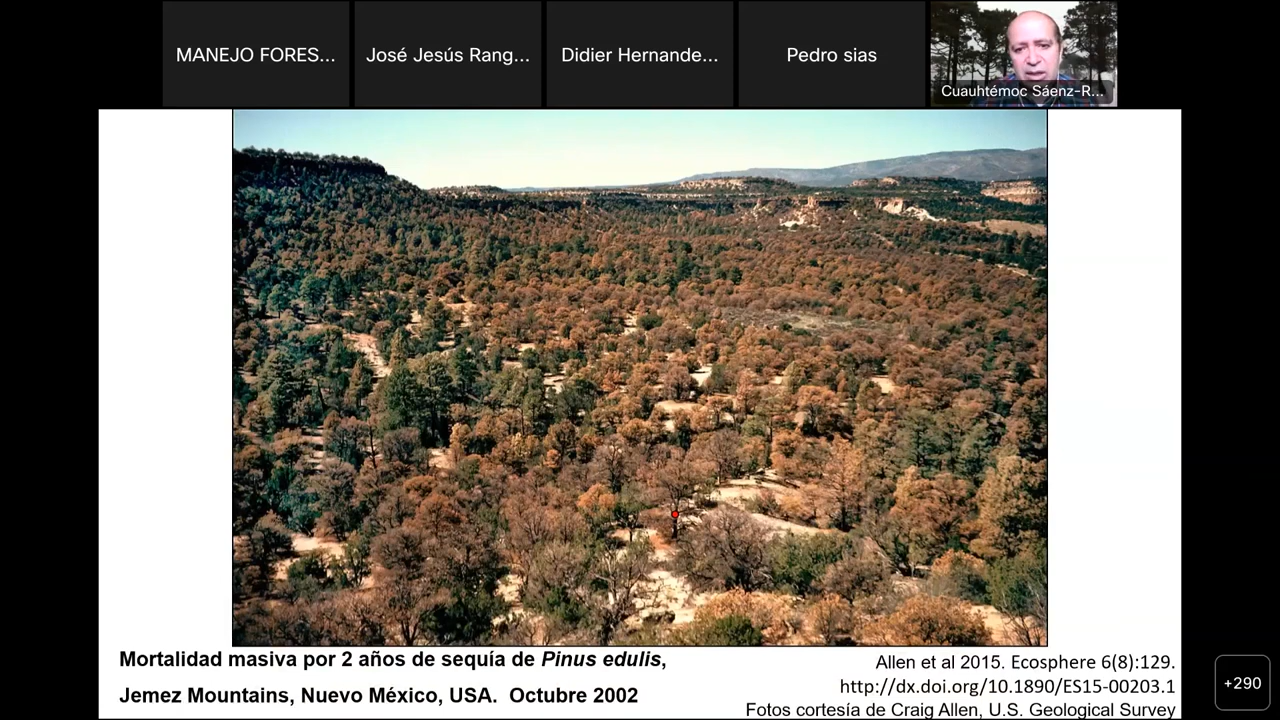 MANEJO FORES...
José Jesús Rang...
Didier Hernande...
Pedro sias
Cuauhtémoc Sáenz-R...
Mortalidad masiva por 2 años de sequía de Pinus edulis,
Jemez Mountains, Nuevo México, USA. Octubre 2002
Allen et al 2015. Ecosphere 6(8):129.
http://dx.doi.org/10.1890/ES15-00203.1
Fotos cortesía de Craig Allen, U.S. Geological Survey
+290